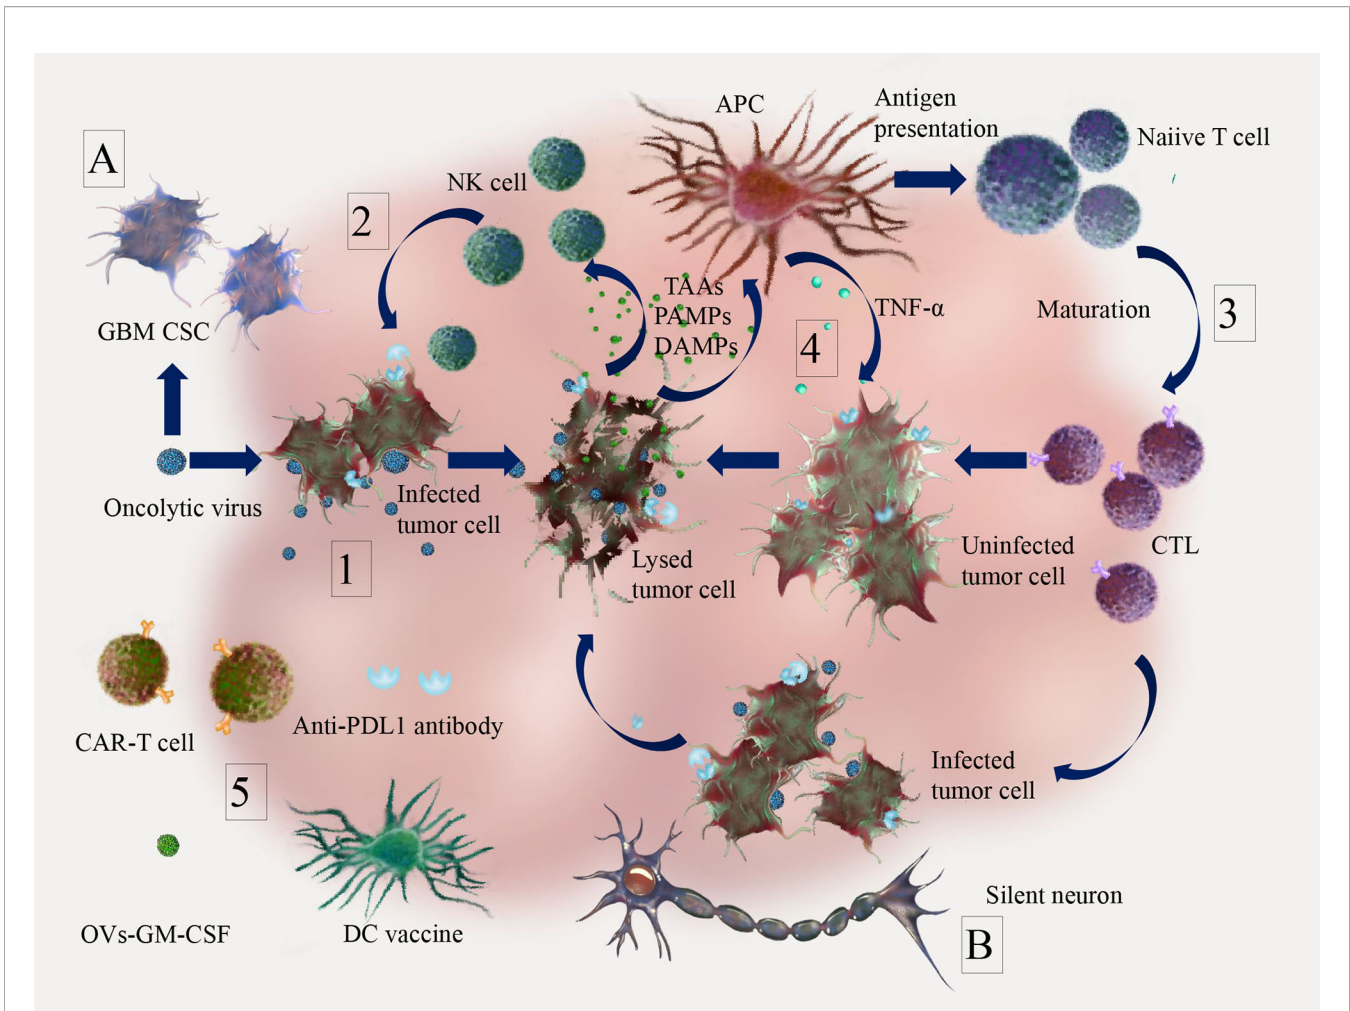 A
GBM CSC
Oncolytic virus
2
NK cell
APC
Antigen
presentation
Naiive T cell
TAAs
PAMPs
DAMPs
TNF-α
4
Maturation
3
Infected
tumor cell
1
Lysed
tumor cell
Uninfected
tumor cell
CTL
CAR-T cell
Anti-PDL1 antibody
5
OVs-GM-CSF
DC vaccine
Infected
tumor cell
Silent neuron
B